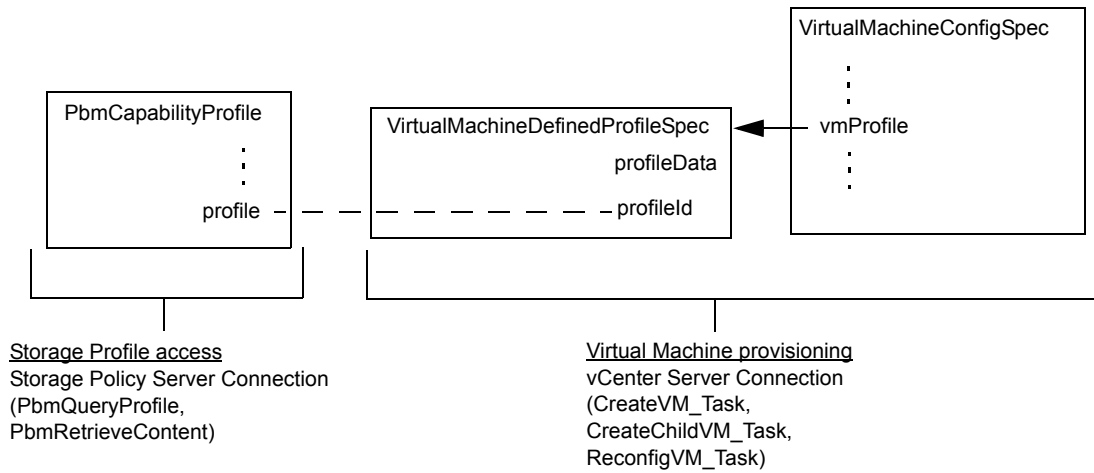 VirtualMachineConfigSpec
vmProfile
PbmCapabilityProfile
profile
VirtualMachineDefinedProfileSpec
profileData
profileId
Storage Profile access
Storage Policy Server Connection
(PbmQueryProfile,
PbmRetrieveContent)
Virtual Machine provisioning
vCenter Server Connection
(CreateVM_Task,
CreateChildVM_Task,
ReconfigVM_Task)